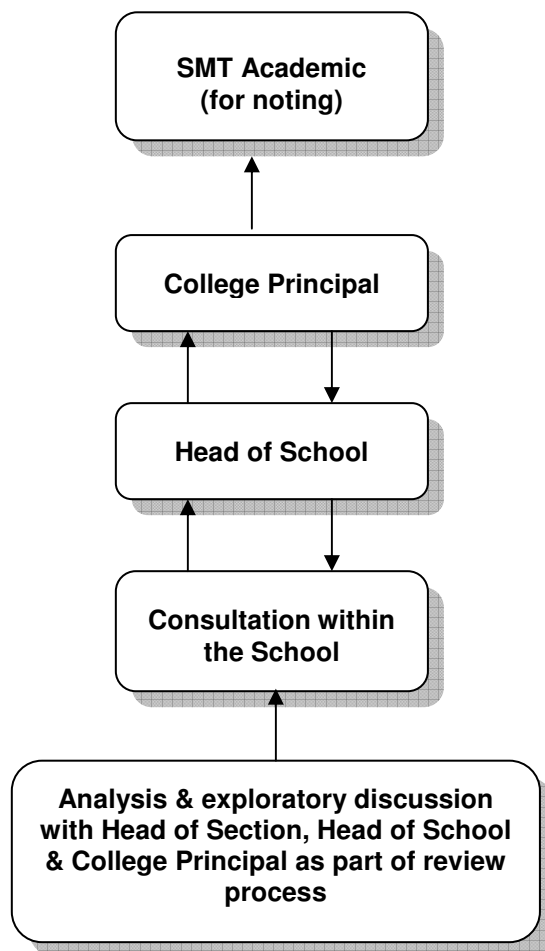 SMT Academic
(for noting)
College Principal
Head of School
Consultation within
the School
Analysis & exploratory discussion
with Head of Section, Head of School
& College Principal as part of review
process